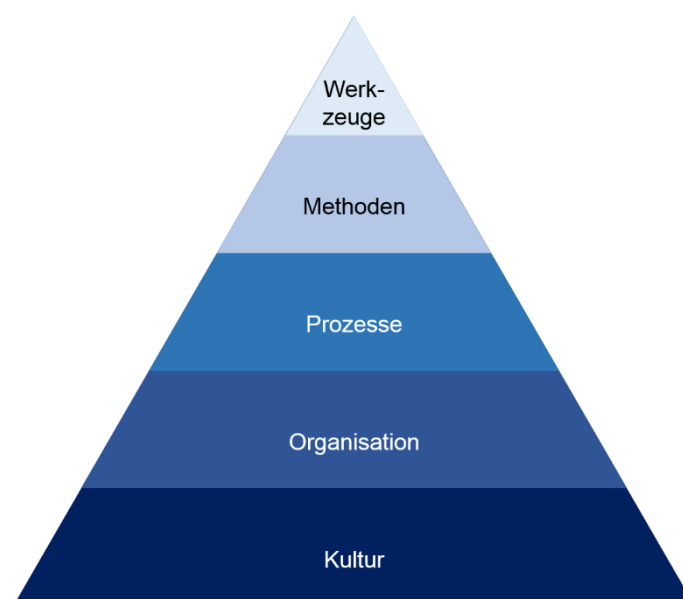 Werk-
zeuge
Methoden
Prozesse
Organisation
Kultur